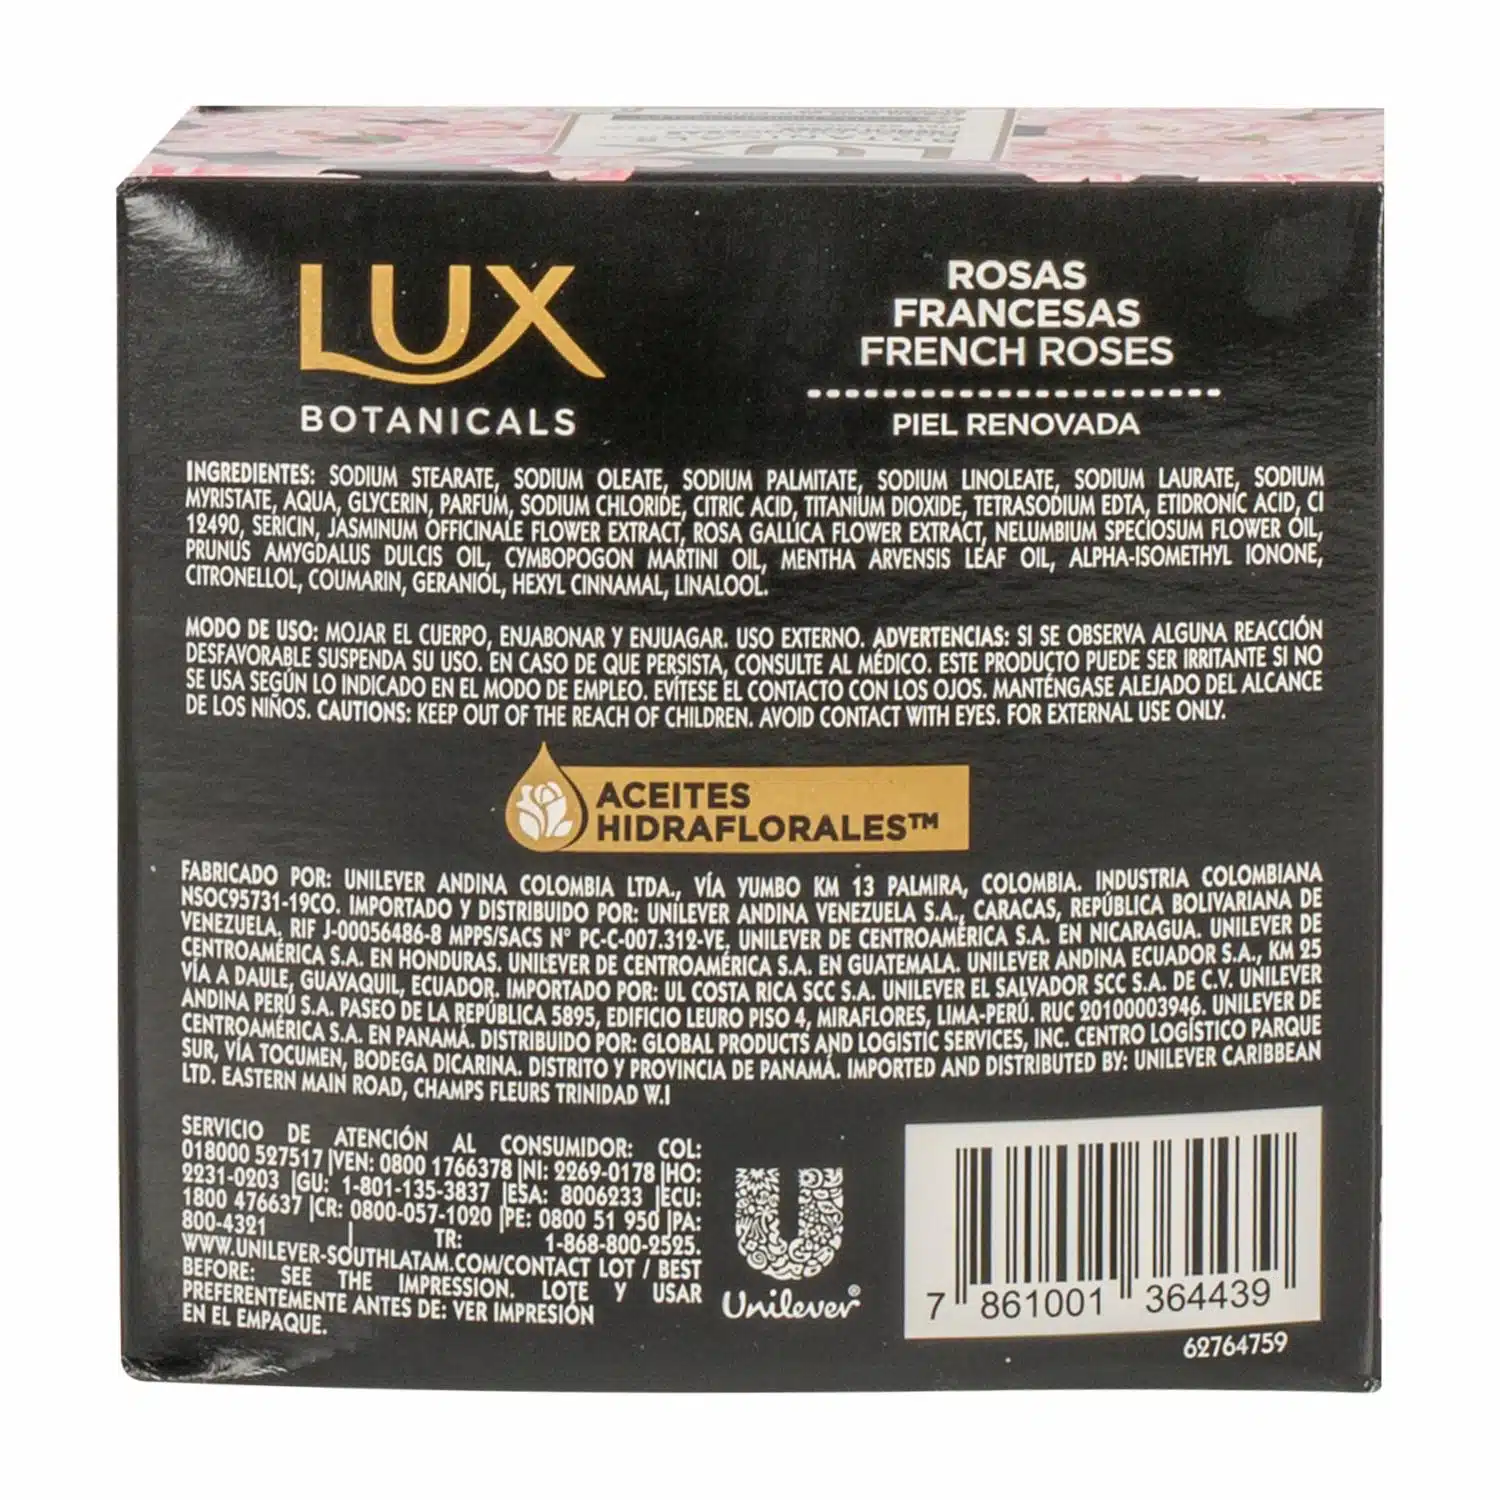 LUX
BOTANICALS
ROSAS
FRANCESAS
FRENCH ROSES
PIEL RENOVADA
INGREDIENTES: SODIUM STEARATE, SODIUM OLEATE, SODIUM PALMITATE, SODIUM LINOLEATE, SODIUM LAURATE, SODIUM
MYRISTATE, AQUA, GLYCERIN, PARFUM, SODIUM CHLORIDE, CITRIC ACID, TITANIUM DIOXIDE, TETRASODIUM EDTA, ETIDRONIC ACID, CI
12490, SERICIN, JASMINUM OFFICINALE FLOWER EXTRACT, ROSA GALLICA FLOWER EXTRACT, NELUMBIUM SPECIOSUM FLOWER OIL,
PRUNUS AMYGDALUS DULCIS OIL, CYMBOPOGON MARTINI OIL, MENTHA ARVENSIS LEAF OIL, ALPHA-ISOMETHYL IONONE,
CITRONELLOL, COUMARIN, GERANIOL, HEXYL CINNAMAL, LINALOOL.
MODO DE USO: MOJAR EL CUERPO, ENJABONAR Y ENJUAGAR. USO EXTERNO. ADVERTENCIAS: SI SE OBSERVA ALGUNA REACCIÓN
DESFAVORABLE SUSPENDA SU USO. EN CASO DE QUE PERSISTA, CONSULTE AL MÉDICO. ESTE PRODUCTO PUEDE SER IRRITANTE SI NO
SE USA SEGÚN LO INDICADO EN EL MODO DE EMPLEO. EVÍTESE EL CONTACTO CON LOS OJOS. MANTÉNGASE ALEJADO DEL ALCANCE
DE LOS NIÑOS. CAUTIONS: KEEP OUT OF THE REACH OF CHILDREN. AVOID CONTACT WITH EYES. FOR EXTERNAL USE ONLY.
ACEITES
HIDRAFLORALES™
FABRICADO POR: UNILEVER ANDINA COLOMBIA LTDA., VÍA YUMBO KM 13 PALMIRA, COLOMBIA. INDUSTRIA COLOMBIANA
NSOC95731-19CO. IMPORTADO Y DISTRIBUIDO POR: UNILEVER ANDINA VENEZUELA S.A., CARACAS, REPÚBLICA BOLIVARIANA DE
VENEZUELA, RIF J-00056486-8 MPPS/SACS N° PC-C-007.312-VE, UNILEVER DE CENTROAMÉRICA S.A. EN NICARAGUA. UNILEVER DE
CENTROAMÉRICA S.A. EN HONDURAS. UNILEVER DE CENTROAMÉRICA S.A. EN GUATEMALA. UNILEVER ANDINA ECUADOR S.A., KM 25
VÍA A DAULE, GUAYAQUIL, ECUADOR. IMPORTADO POR: UL COSTA RICA SCC S.A. UNILEVER EL SALVADOR SCC S.A. DE C.V. UNILEVER
ANDINA PERÚ S.A. PASEO DE LA REPÚBLICA 5895, EDIFICIO LEURO PISO 4, MIRAFLORES, LIMA-PERÚ. RUC 20100003946. UNILEVER DE
CENTROAMÉRICA S.A. EN PANAMÁ. DISTRIBUIDO POR: GLOBAL PRODUCTS AND LOGISTIC SERVICES, INC. CENTRO LOGÍSTICO PARQUE
SUR, VÍA TOCUMEN, BODEGA DICARINA. DISTRITO Y PROVINCIA DE PANAMÁ. IMPORTED AND DISTRIBUTED BY: UNILEVER CARIBBEAN
LTD. EASTERN MAIN ROAD, CHAMPS FLEURS TRINIDAD W.I
SERVICIO DE ATENCIÓN AL CONSUMIDOR: COL:
018000 527517 |VEN: 0800 1766378 |NI: 2269-0178 |HO:
2231-0203 |GU: 1-801-135-3837 |ESA: 8006233 |ECU:
1800 476637 |CR: 0800-057-1020 |PE: 0800 51 950 |PA:
800-4321 | TR: 1-868-800-2525.
WWW.UNILEVER-SOUTHLATAM.COM/CONTACT LOT / BEST
BEFORE: SEE THE IMPRESSION. LOTE Y USAR
PREFERENTEMENTE ANTES DE: VER IMPRESIÓN
EN EL EMPAQUE.
Unilever®
7 861001 364439
62764759